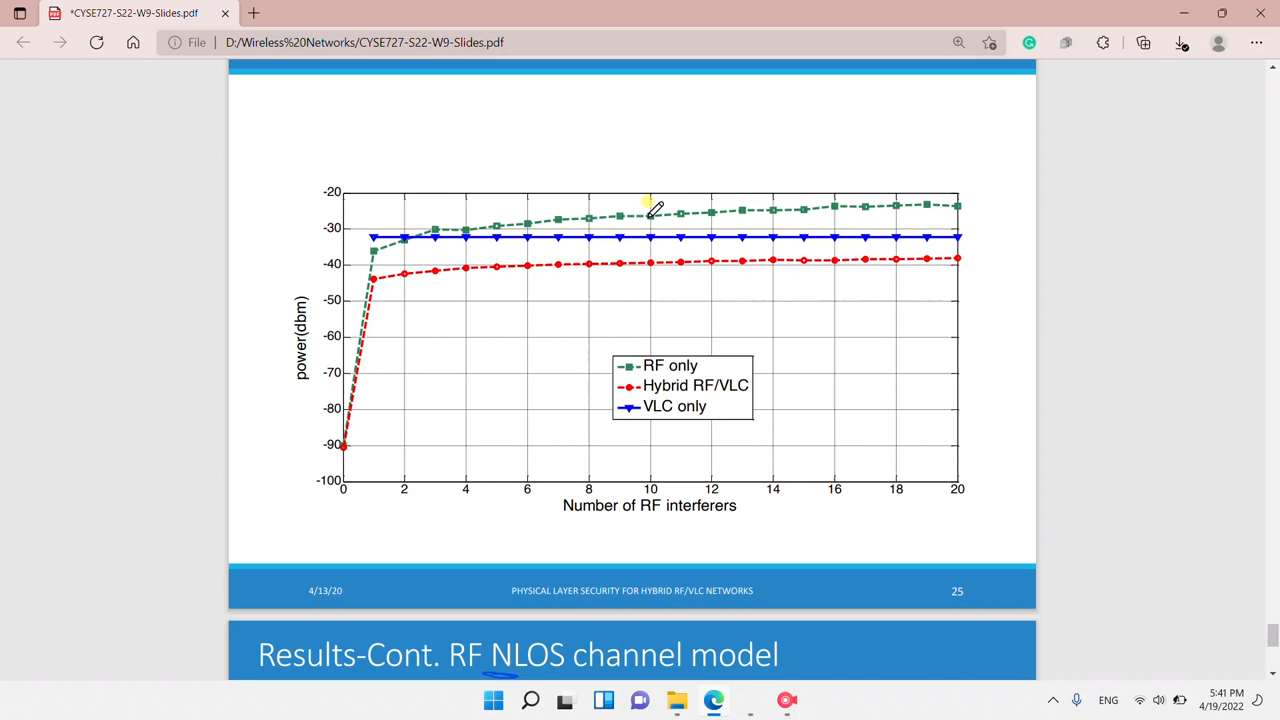 *CYSE727-S22-W9-Slides.pdf
File
D:/Wireless%20Networks/CYSE727-S22-W9-Slides.pdf
-20
-30
-40
-50
-60
-70
-80
-90
-100
power(dbm)
RF only
Hybrid RF/VLC
VLC only
0 2 4 6 8 10 12 14 16 18 20
Number of RF interferers
4/13/20
PHYSICAL LAYER SECURITY FOR HYBRID RF/VLC NETWORKS
25
Results-Cont. RF NLOS channel model
ENG
5:41 PM
4/19/2022